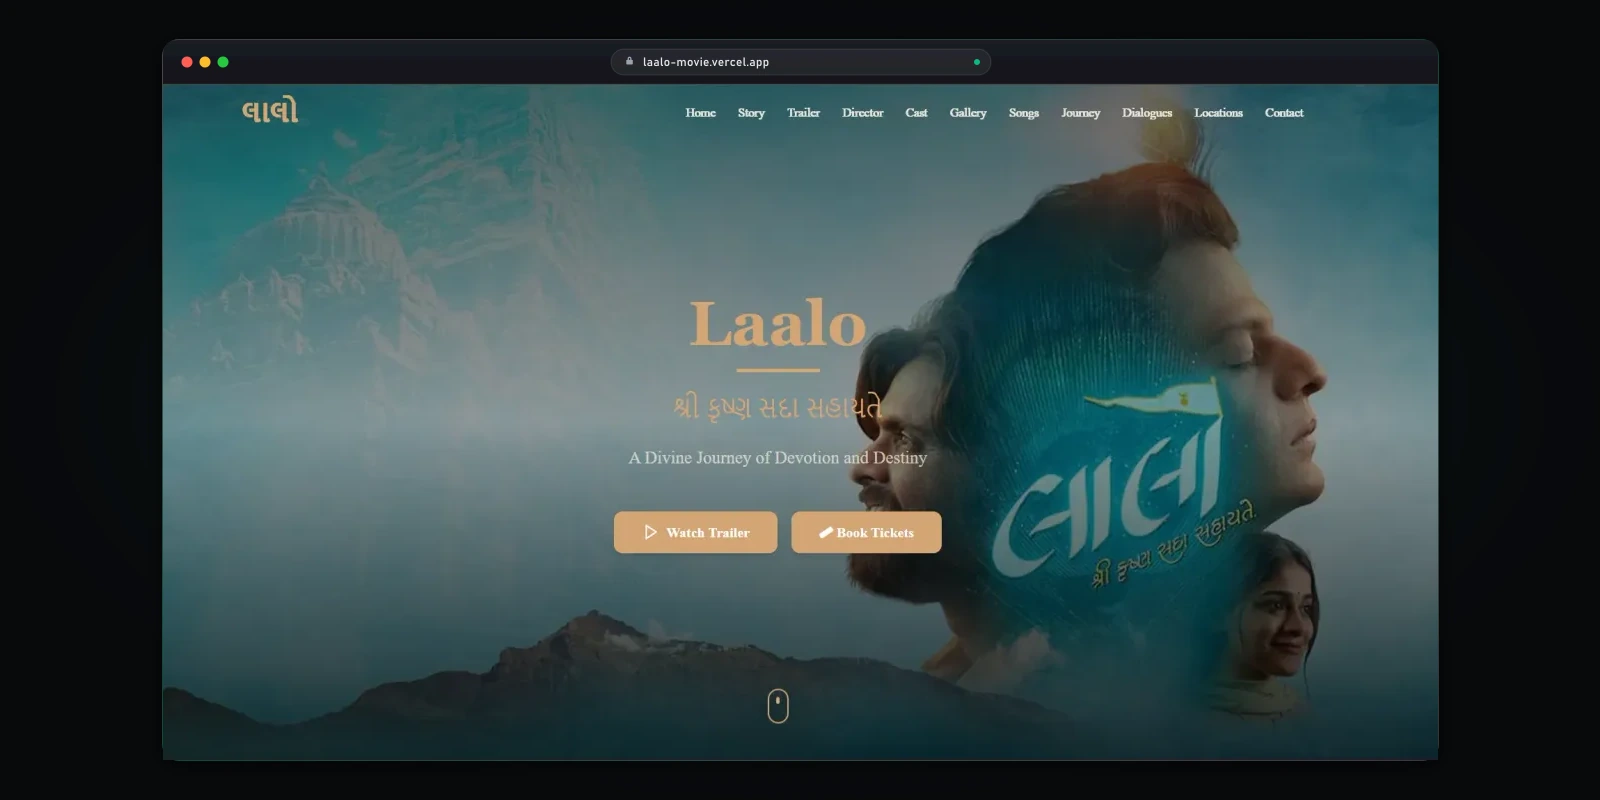 laalo-movie.vercel.app
લાલો
Home Story Trailer Director Cast Gallery Songs Journey Dialogues Locations Contact
Laalo
શ્રી કૃષ્ણ સદા સહાયતે
A Divine Journey of Devotion and Destiny
Watch Trailer
Book Tickets
લાલો
શ્રી કૃષ્ણ સદા સહાયતે.